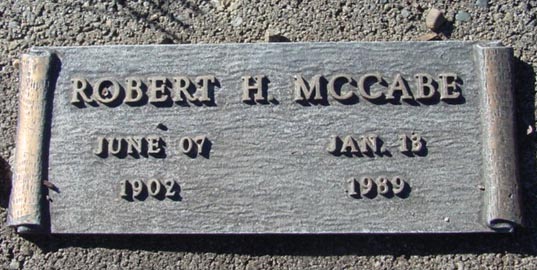 ROBERT H. MCCABE
JUNE 07 JAN. 13
1902 1989